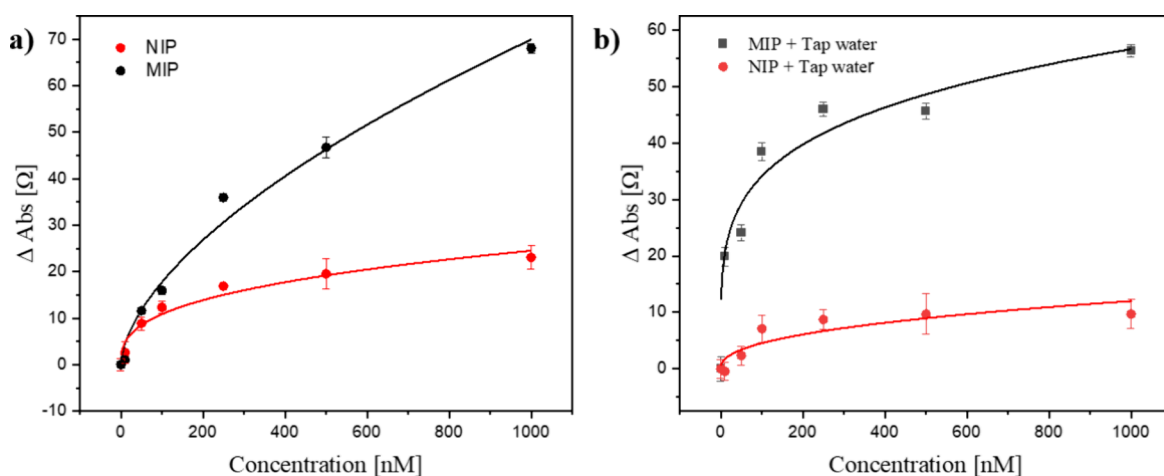 a)
NIP
MIP
Δ Abs [Ω]
70
60
50
40
30
20
10
0
-10
0
200
400
600
800
1000
Concentration [nM]
b)
MIP + Tap water
NIP + Tap water
Δ Abs [Ω]
60
50
40
30
20
10
0
0
200
400
600
800
1000
Concentration [nM]